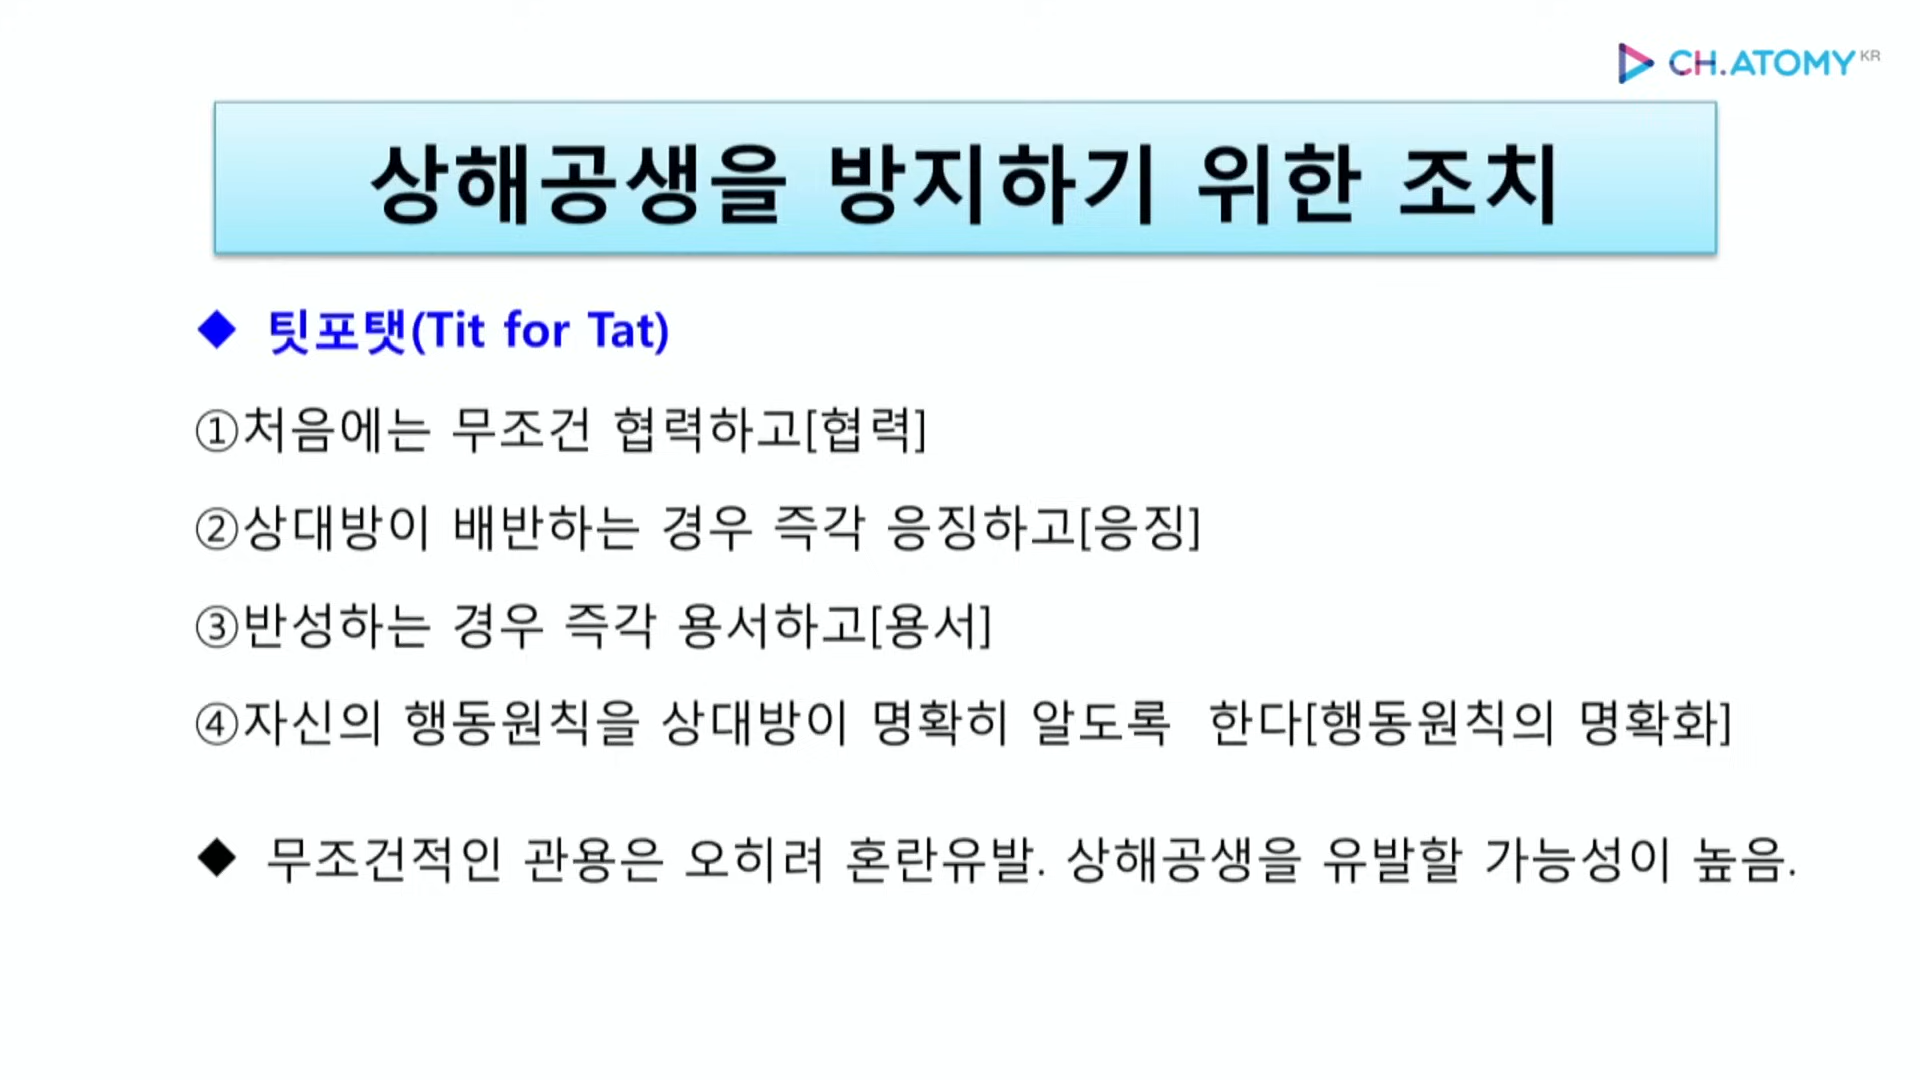 CH.ATOMY KR
상해공생을 방지하기 위한 조치
◆ 팃포탯(Tit for Tat)
①처음에는 무조건 협력하고[협력]
②상대방이 배반하는 경우 즉각 응징하고[응징]
③반성하는 경우 즉각 용서하고[용서]
④자신의 행동원칙을 상대방이 명확히 알도록 한다[행동원칙의 명확화]
◆ 무조건적인 관용은 오히려 혼란유발. 상해공생을 유발할 가능성이 높음.